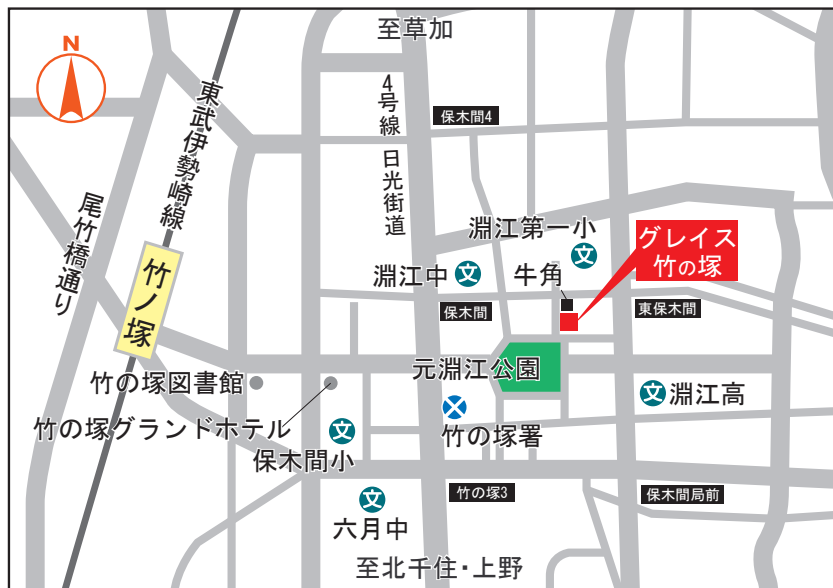 至草加
N
4号線 日光街道
保木間4
東武伊勢崎線
尾竹橋通り
竹ノ塚
淵江第一小
文
グレイス
竹の塚
淵江中
文
牛角
保木間
東保木間
元淵江公園
竹の塚図書館
文
淵江高
竹の塚グランドホテル
文
竹の塚署
保木間小
竹の塚3
保木間局前
文
六月中
至北千住・上野